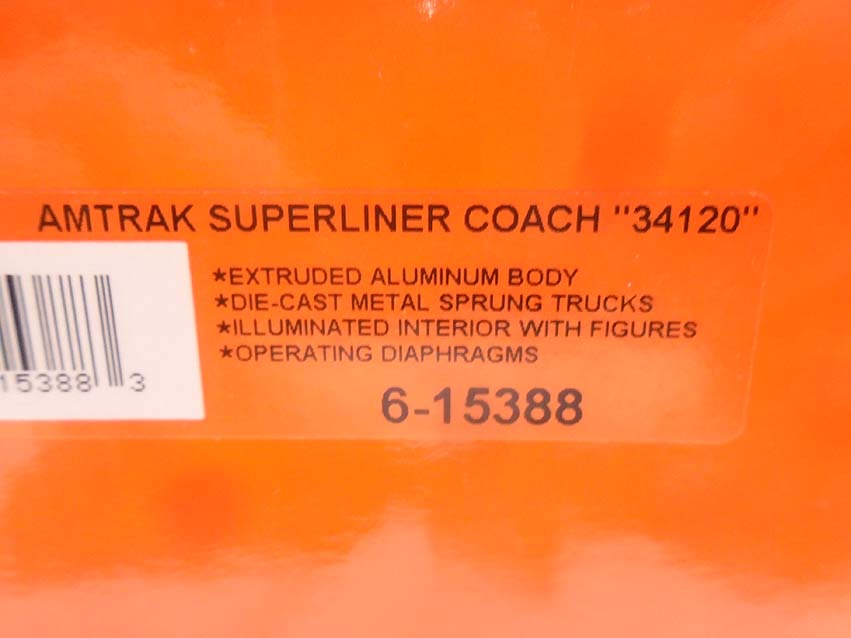 AMTRAK SUPERLINER COACH "34120"
*EXTRUDED ALUMINUM BODY
*DIE-CAST METAL SPRUNG TRUCKS
*ILLUMINATED INTERIOR WITH FIGURES
*OPERATING DIAPHRAGMS
15388 3
6-15388